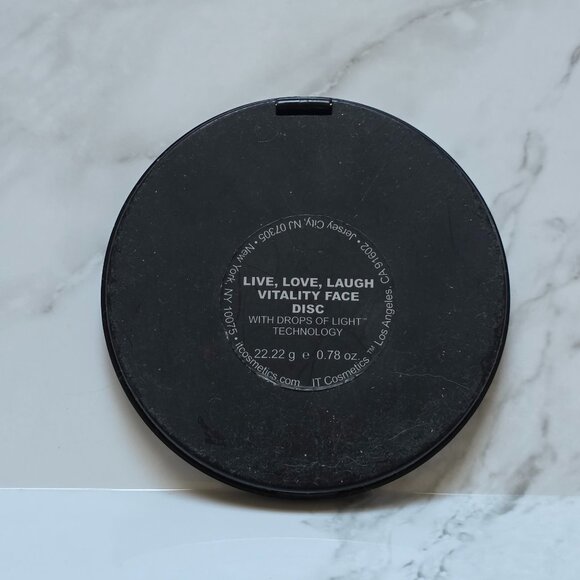 LIVE, LOVE, LAUGH
VITALITY FACE
DISC
WITH DROPS OF LIGHT™
TECHNOLOGY
22.22 g e 0.78 oz.
itcosmetics.com IT Cosmetics™ Los Angeles, CA 91602 • Jersey City, NJ 07305 • New York, NY 10075 •